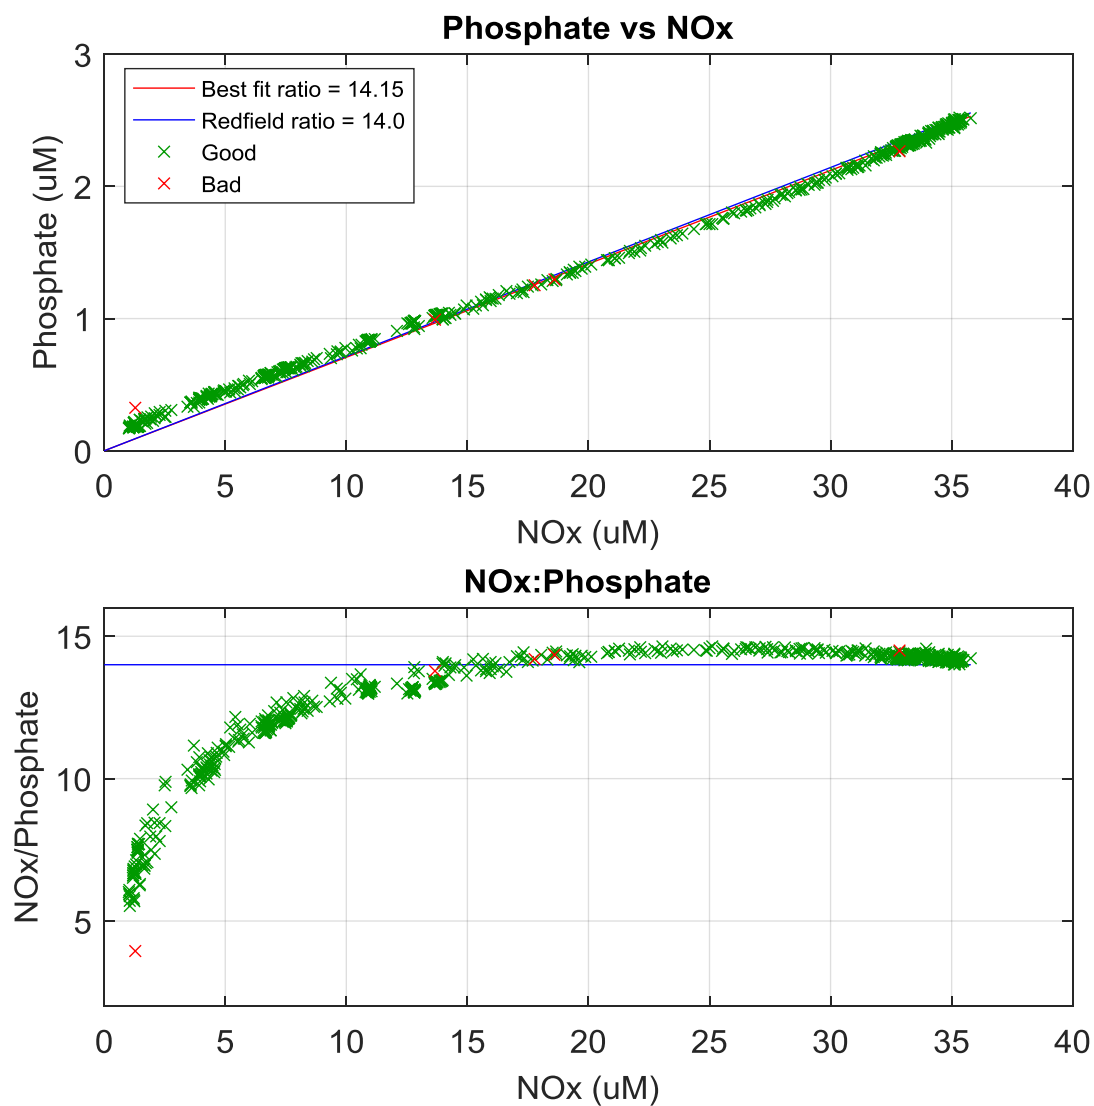 Phosphate vs NOx
3
2
1
0
Phosphate (uM)
Best fit ratio = 14.15
Redfield ratio = 14.0
Good
Bad
0 5 10 15 20 25 30 35 40
NOx (uM)
NOx:Phosphate
15
10
5
NOx/Phosphate
0 5 10 15 20 25 30 35 40
NOx (uM)